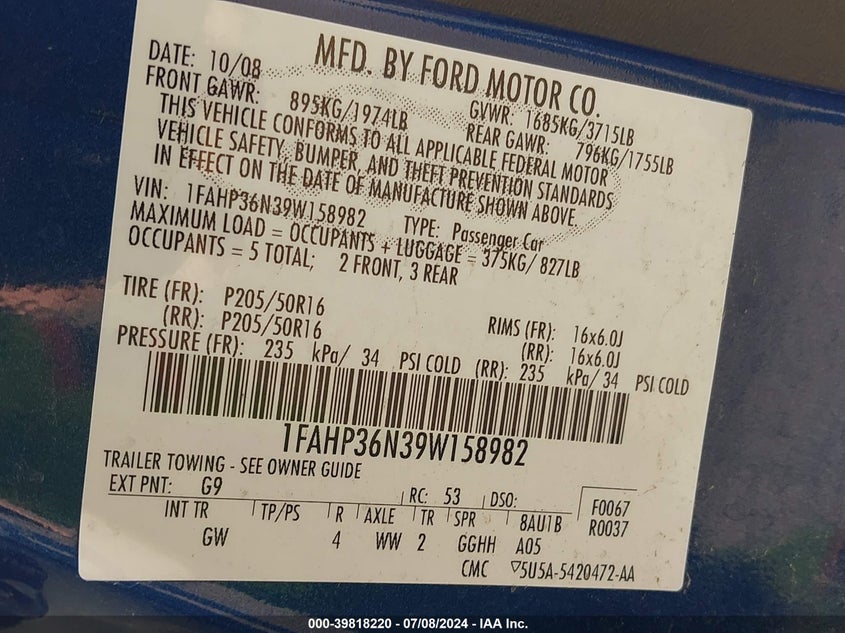 MFD. BY FORD MOTOR CO.
DATE: 10/08 GVWR: 1685KG/3715LB
FRONT GAWR: 895KG/1974LB REAR GAWR: 796KG/1755LB
THIS VEHICLE CONFORMS TO ALL APPLICABLE FEDERAL MOTOR
VEHICLE SAFETY, BUMPER, AND THEFT PREVENTION STANDARDS
IN EFFECT ON THE DATE OF MANUFACTURE SHOWN ABOVE
VIN: 1FAHP36N39W158982 TYPE: Passenger Car
MAXIMUM LOAD = OCCUPANTS + LUGGAGE = 375KG/ 827LB
OCCUPANTS = 5 TOTAL; 2 FRONT, 3 REAR
TIRE (FR): P205/50R16 RIMS (FR): 16x6.0J
(RR): P205/50R16 (RR): 16x6.0J
PRESSURE (FR): 235 kPa/ 34 PSI COLD (RR): 235 kPa/ 34 PSI COLD
1FAHP36N39W158982
TRAILER TOWING - SEE OWNER GUIDE
EXT PNT: G9 RC: 53 DSO: F0067
INT TR TP/PS R AXLE TR SPR 8AU1B R0037
GW 4 WW 2 GGHH A05
CMC ▽5U5A-5420472-AA
000-39818220 - 07/08/2024 - IAA Inc.